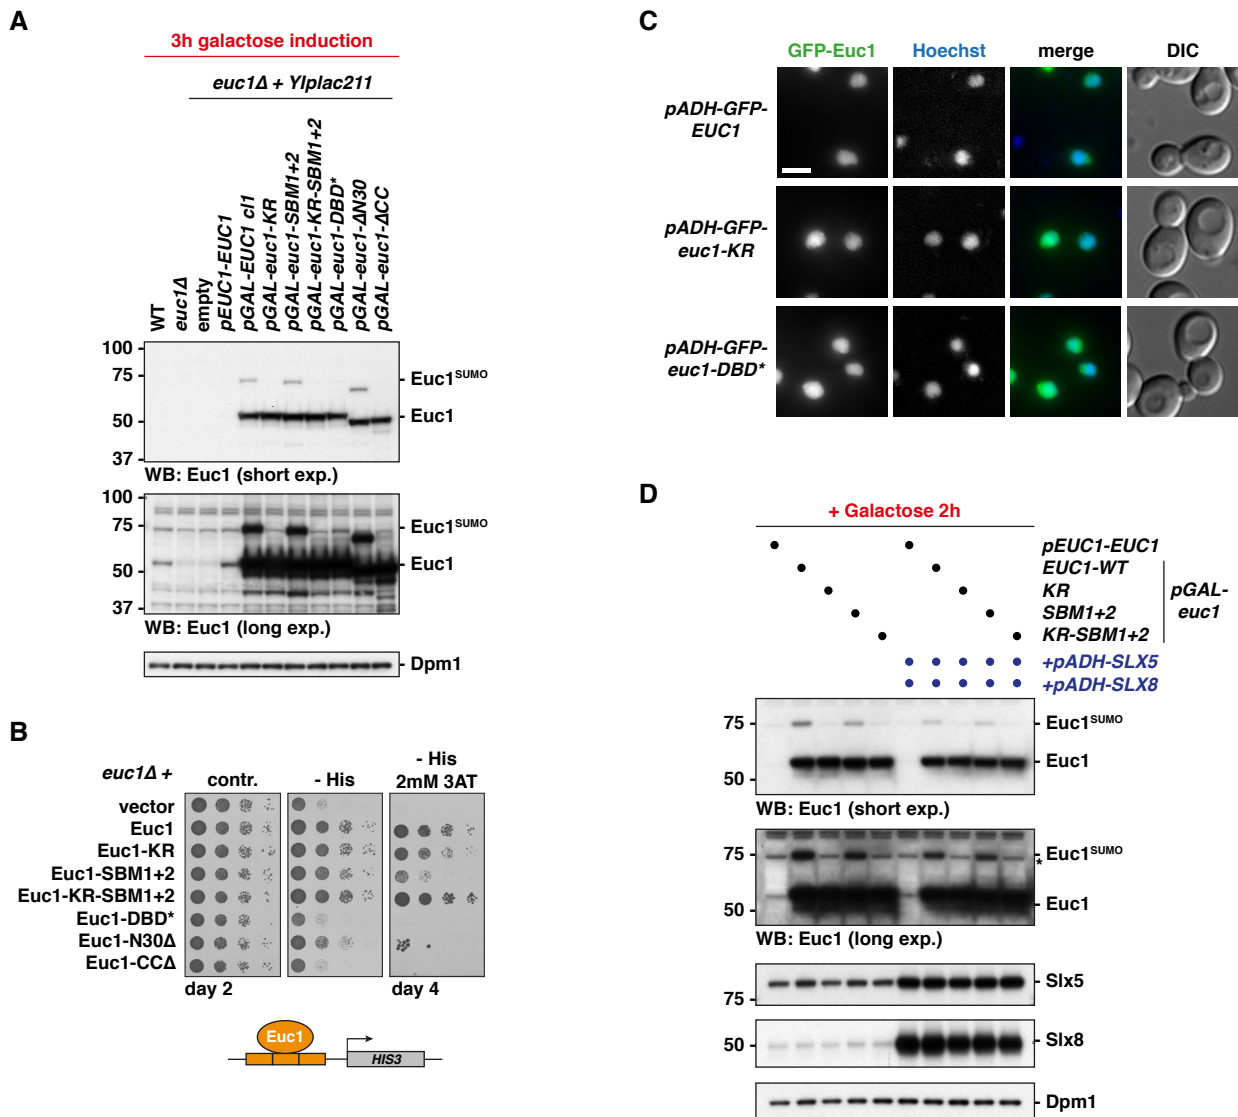 A
3h galactose induction
euc1Δ + YIplac211
WT
euc1Δ
empty
pEUC1-EUC1
pGAL-EUC1 cl1
pGAL-euc1-KR
pGAL-euc1-SBM1+2
pGAL-euc1-KR-SBM1+2
pGAL-euc1-DBD*
pGAL-euc1-ΔN30
pGAL-euc1-ΔCC
100
75
50
37
Euc1SUMO
Euc1
WB: Euc1 (short exp.)
100
75
50
37
Euc1SUMO
Euc1
WB: Euc1 (long exp.)
Dpm1
B
euc1Δ +
contr.
- His
- His
2mM 3AT
vector
Euc1
Euc1-KR
Euc1-SBM1+2
Euc1-KR-SBM1+2
Euc1-DBD*
Euc1-N30Δ
Euc1-CCΔ
day 2
day 4
Euc1
HIS3
C
GFP-Euc1
Hoechst
merge
DIC
pADH-GFP-
EUC1
pADH-GFP-
euc1-KR
pADH-GFP-
euc1-DBD*
D
+ Galactose 2h
pEUC1-EUC1
EUC1-WT
KR
SBM1+2
KR-SBM1+2
pGAL-
euc1
+pADH-SLX5
+pADH-SLX8
75
50
Euc1SUMO
Euc1
WB: Euc1 (short exp.)
75
50
Euc1SUMO
*
Euc1
WB: Euc1 (long exp.)
75
Slx5
50
Slx8
Dpm1